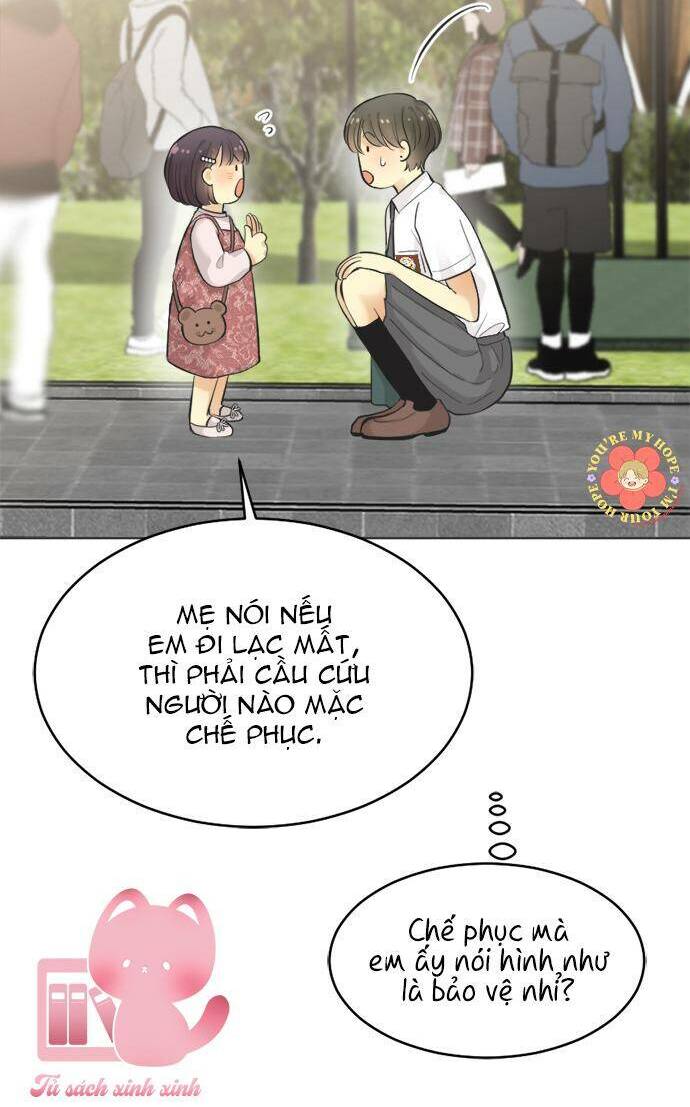 YOU'RE MY HOPE
I'M YOUR HOPE
MẸ NÓI NẾU
EM ĐI LẠC MẤT,
THÌ PHẢI CẦU CỨU
NGƯỜI NÀO MẶC
CHẾ PHỤC.
Chế phục mà
em ấy nói hình như
là bảo vệ nhỉ?
Tủ sách xinh xinh